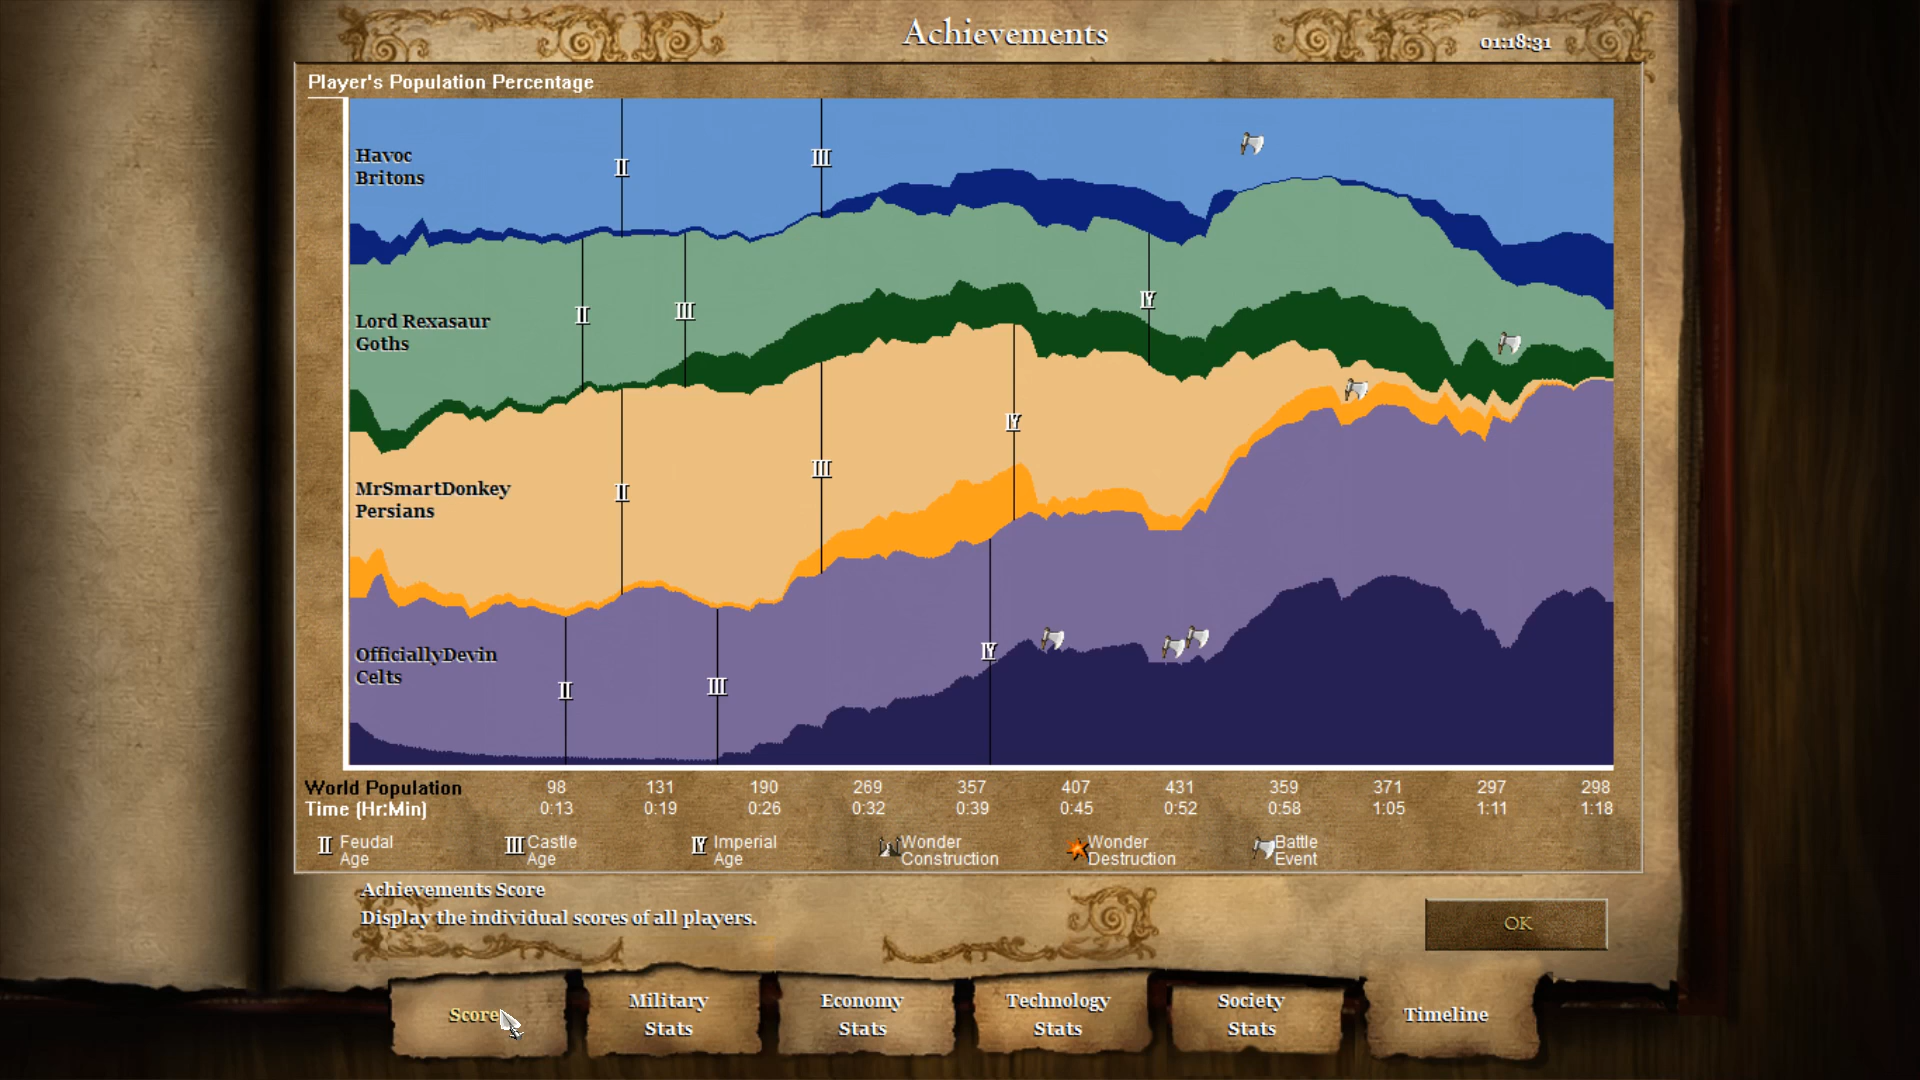 Achievements
01:18:31
Player's Population Percentage
Havoc
Britons
II
III
Lord Rexasaur
Goths
II
III
IV
MrSmartDonkey
Persians
II
III
IV
OfficiallyDevin
Celts
II
III
IV
World Population 98 131 190 269 357 407 431 359 371 297 298
Time (Hr:Min) 0:13 0:19 0:26 0:32 0:39 0:45 0:52 0:58 1:05 1:11 1:18
II Feudal Age
III Castle Age
IV Imperial Age
Wonder Construction
Wonder Destruction
Battle Event
Achievements Score
Display the individual scores of all players.
OK
Score
Military Stats
Economy Stats
Technology Stats
Society Stats
Timeline